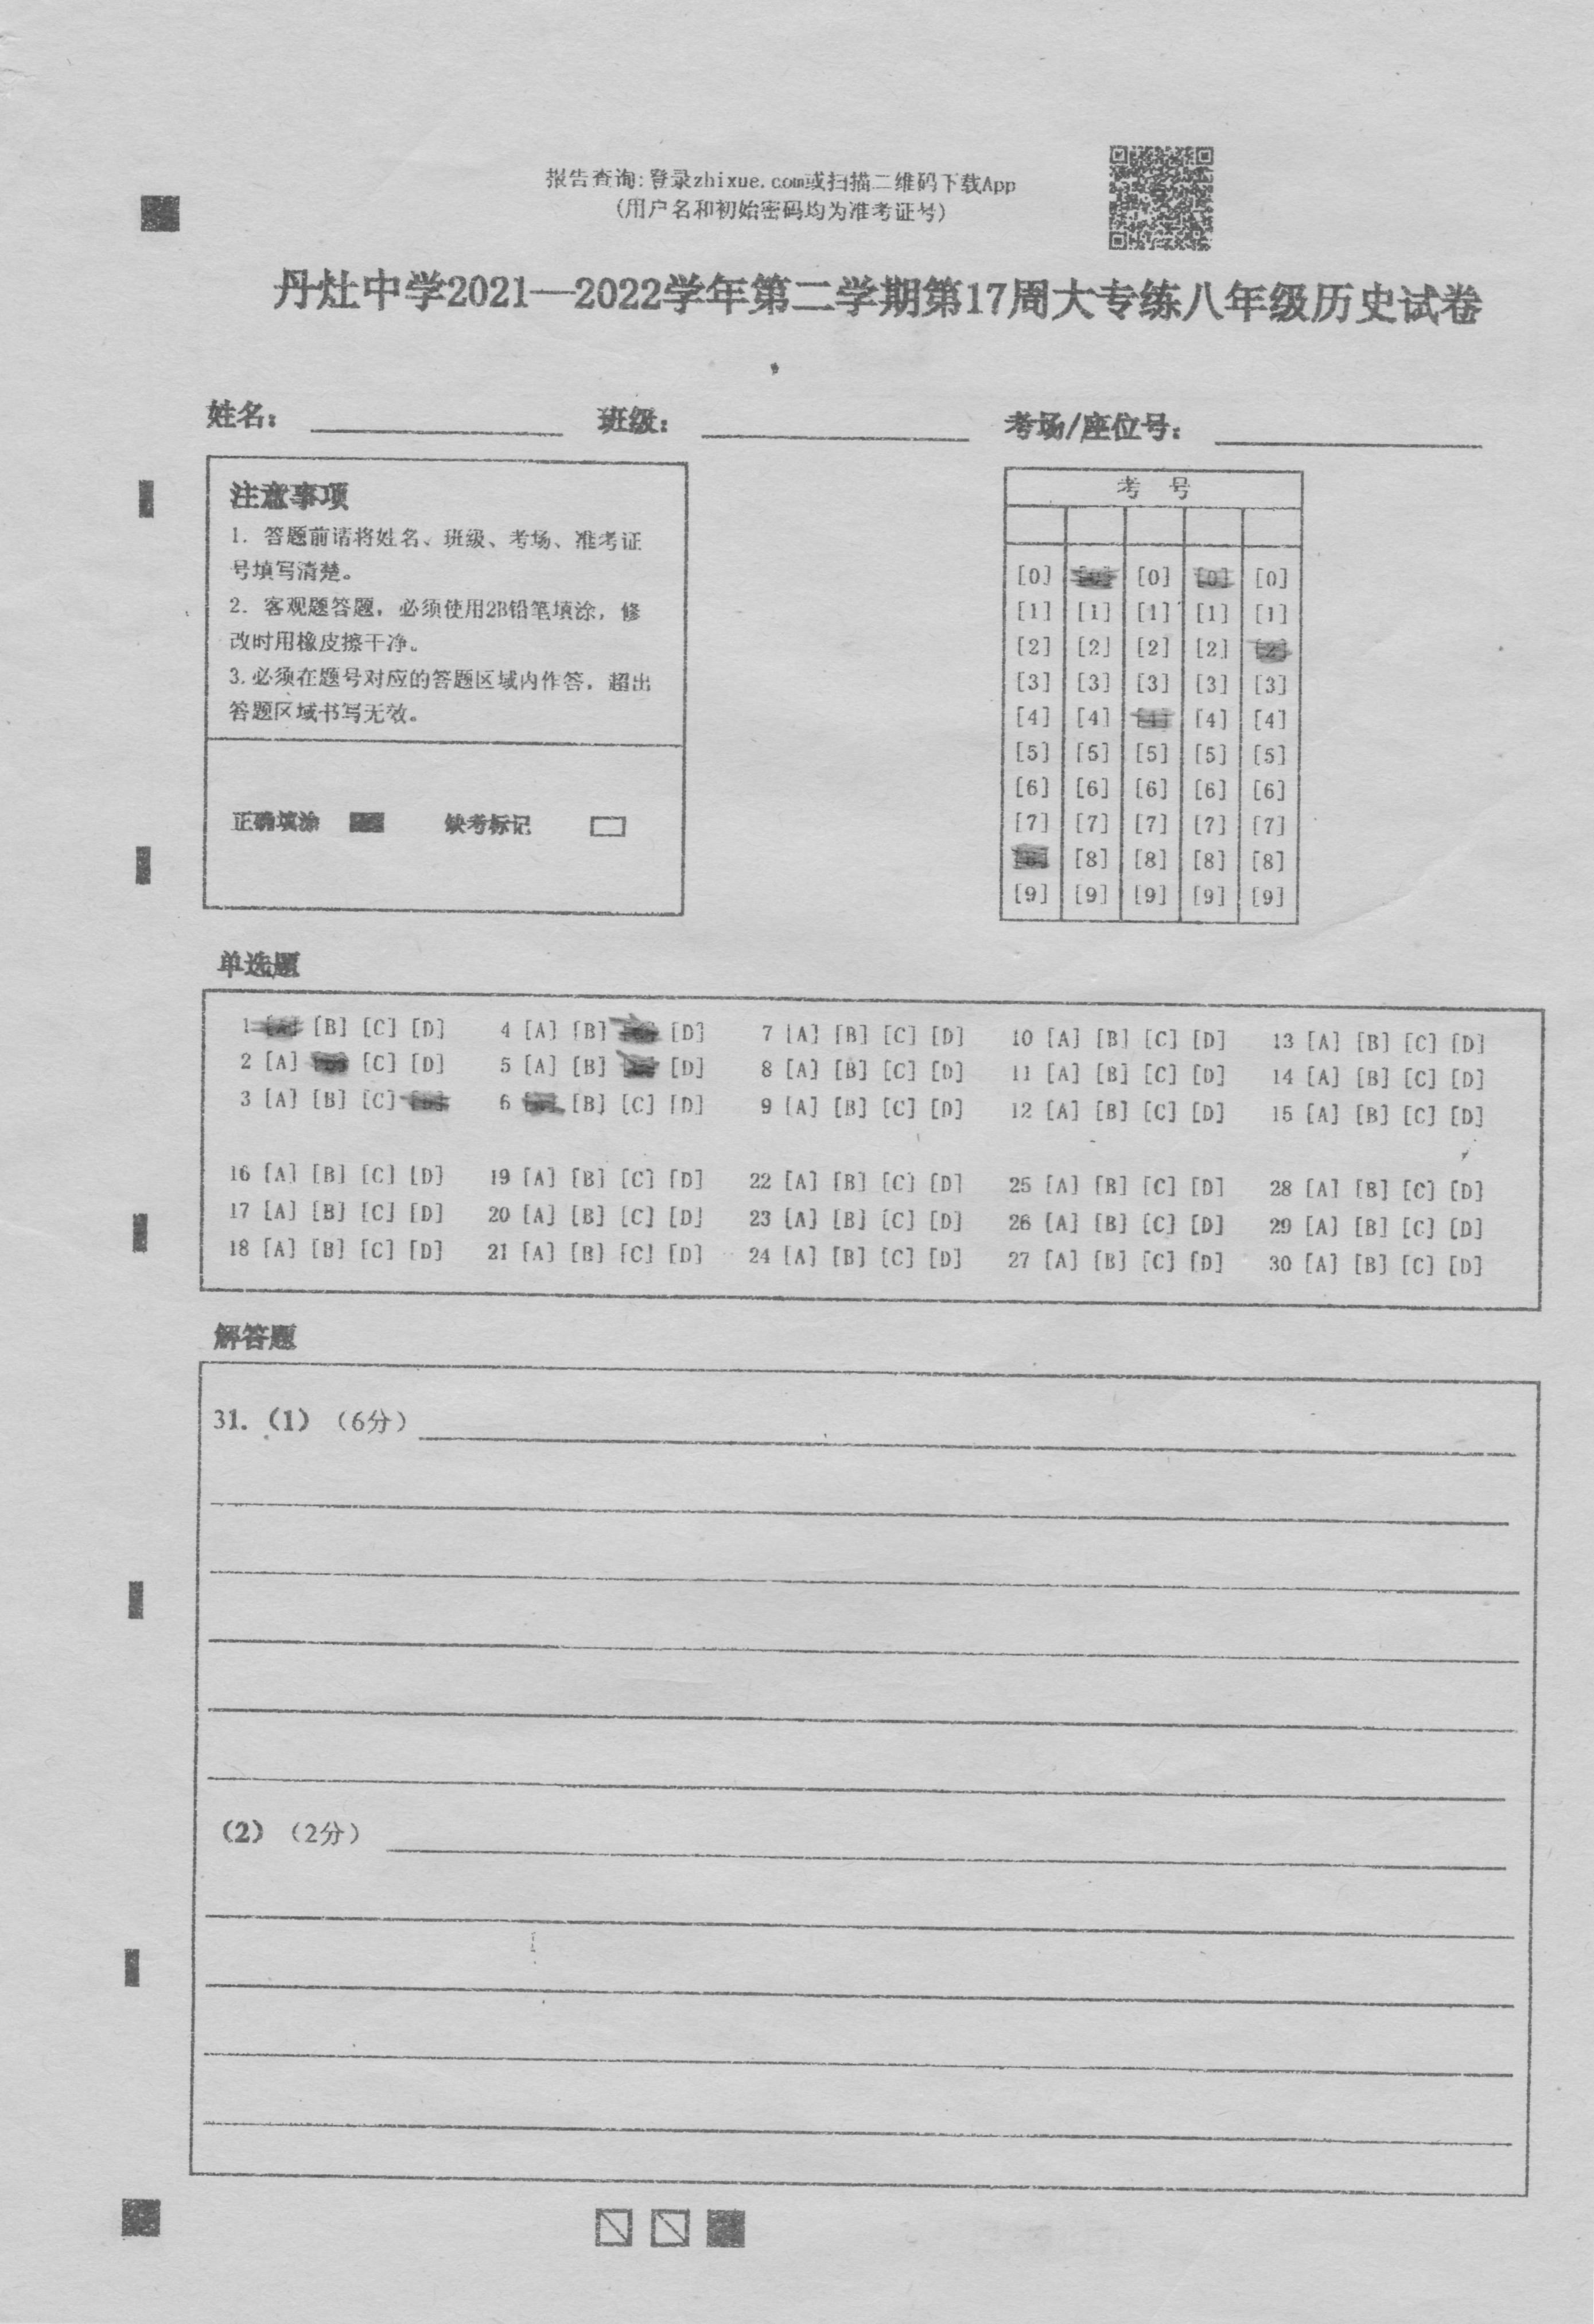 报告查询:登录zhixue.com或扫描二维码下载App
(用户名和初始密码均为准考证号)
丹灶中学2021—2022学年第二学期第17周大专练八年级历史试卷
姓名: 班级: 考场/座位号:
注意事项
1. 答题前请将姓名、班级、考场、准考证
号填写清楚。
2. 客观题答题, 必须使用2B铅笔填涂, 修
改时用橡皮擦干净。
3.必须在题号对应的答题区域内作答, 超出
答题区域书写无效。
正确填涂 缺考标记
考 号
[0] [0] [0] [0] [0]
[1] [1] [1] [1] [1]
[2] [2] [2] [2] [2]
[3] [3] [3] [3] [3]
[4] [4] [4] [4] [4]
[5] [5] [5] [5] [5]
[6] [6] [6] [6] [6]
[7] [7] [7] [7] [7]
[8] [8] [8] [8]
[9] [9] [9] [9] [9]
单选题
1 [A] [B] [C] [D] 4 [A] [B] [D] 7 [A] [B] [C] [D] 10 [A] [B] [C] [D] 13 [A] [B] [C] [D]
2 [A] [C] [D] 5 [A] [B] [D] 8 [A] [B] [C] [D] 11 [A] [B] [C] [D] 14 [A] [B] [C] [D]
3 [A] [B] [C] 6 [B] [C] [D] 9 [A] [B] [C] [D] 12 [A] [B] [C] [D] 15 [A] [B] [C] [D]
16 [A] [B] [C] [D] 19 [A] [B] [C] [D] 22 [A] [B] [C] [D] 25 [A] [B] [C] [D] 28 [A] [B] [C] [D]
17 [A] [B] [C] [D] 20 [A] [B] [C] [D] 23 [A] [B] [C] [D] 26 [A] [B] [C] [D] 29 [A] [B] [C] [D]
18 [A] [B] [C] [D] 21 [A] [B] [C] [D] 24 [A] [B] [C] [D] 27 [A] [B] [C] [D] 30 [A] [B] [C] [D]
解答题
31. (1) (6分)
(2) (2分)